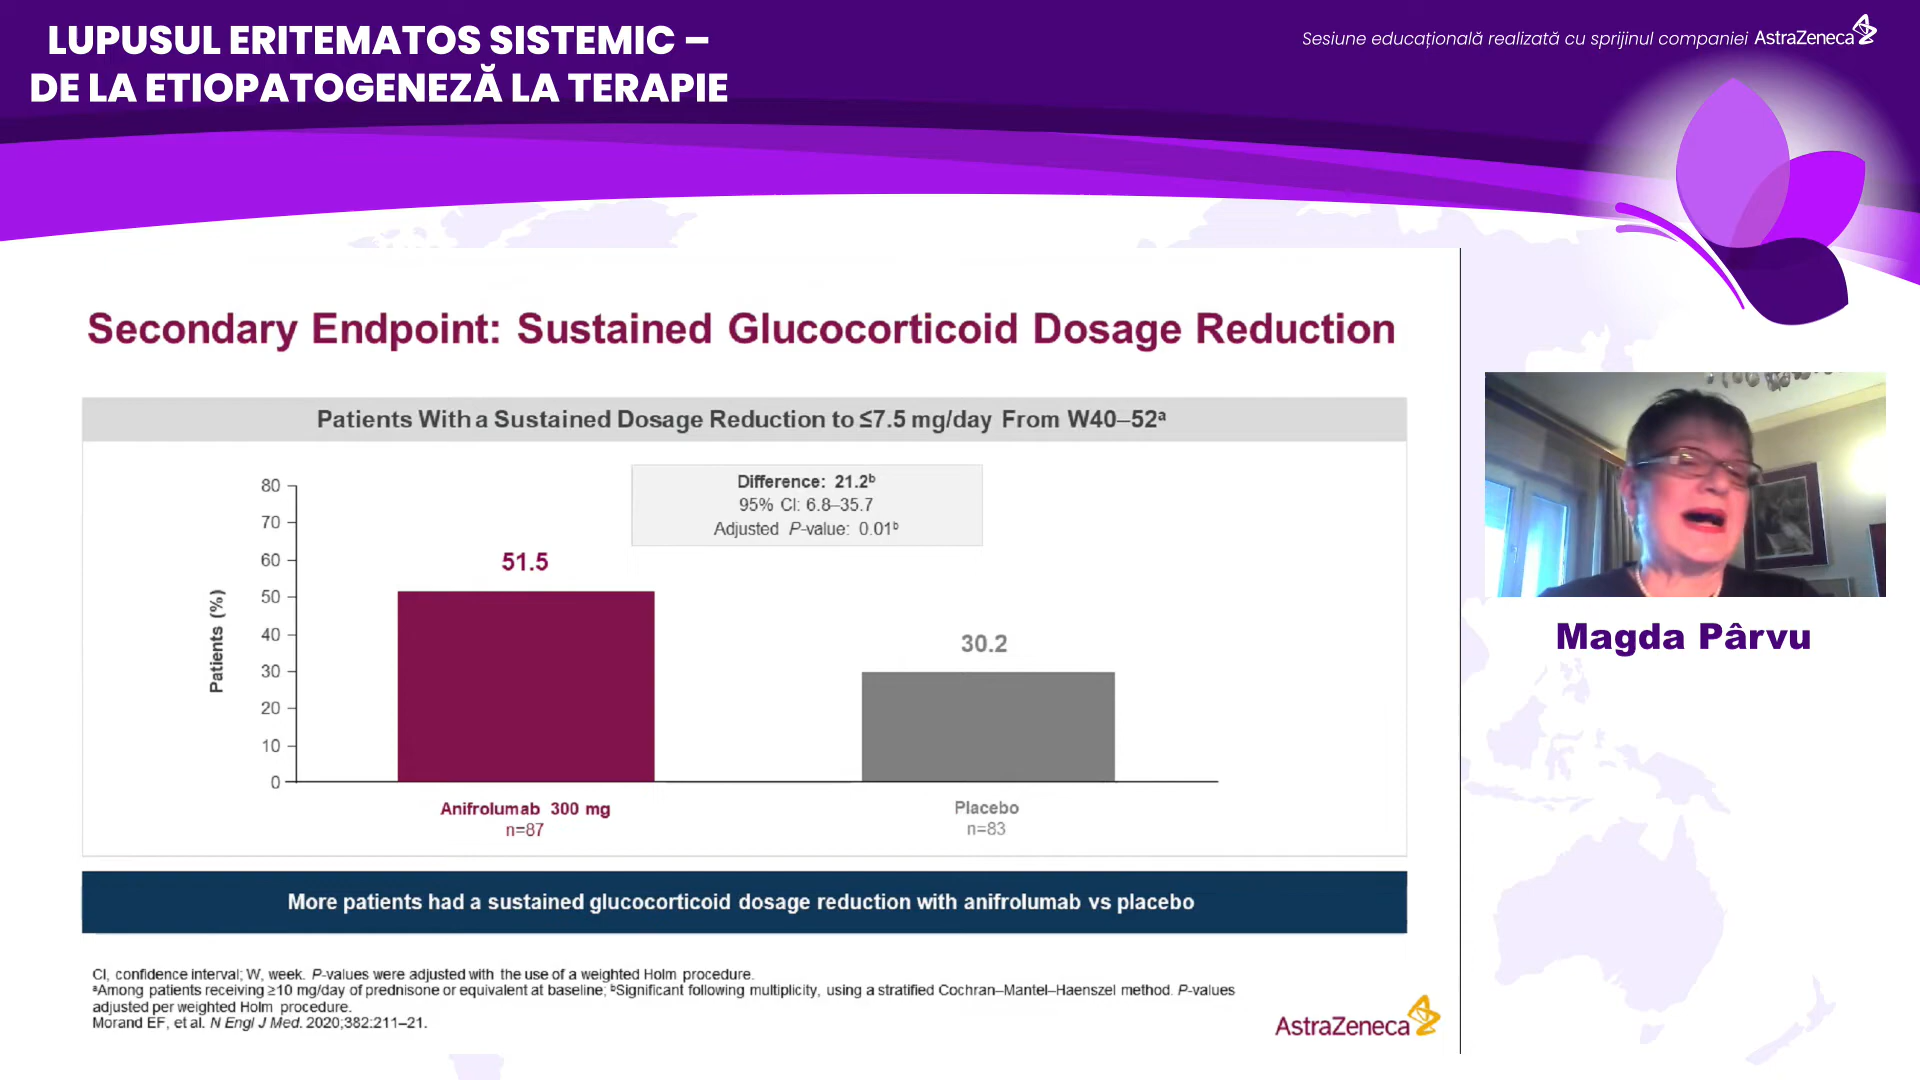 LUPUSUL ERITEMATOS SISTEMIC –
DE LA ETIOPATOGENEZĂ LA TERAPIE
Sesiune educațională realizată cu sprijinul companiei AstraZeneca
Secondary Endpoint: Sustained Glucocorticoid Dosage Reduction
Patients With a Sustained Dosage Reduction to ≤7.5 mg/day From W40–52ᵃ
Difference: 21.2ᵇ
95% CI: 6.8–35.7
Adjusted P-value: 0.01ᵇ
Patients (%)
80
70
60
50
40
30
20
10
0
51.5
30.2
Anifrolumab 300 mg
n=87
Placebo
n=83
More patients had a sustained glucocorticoid dosage reduction with anifrolumab vs placebo
CI, confidence interval; W, week. P-values were adjusted with the use of a weighted Holm procedure.
ᵃAmong patients receiving ≥10 mg/day of prednisone or equivalent at baseline; ᵇSignificant following multiplicity, using a stratified Cochran–Mantel–Haenszel method. P-values
adjusted per weighted Holm procedure.
Morand EF, et al. N Engl J Med. 2020;382:211–21.
AstraZeneca
Magda Pârvu